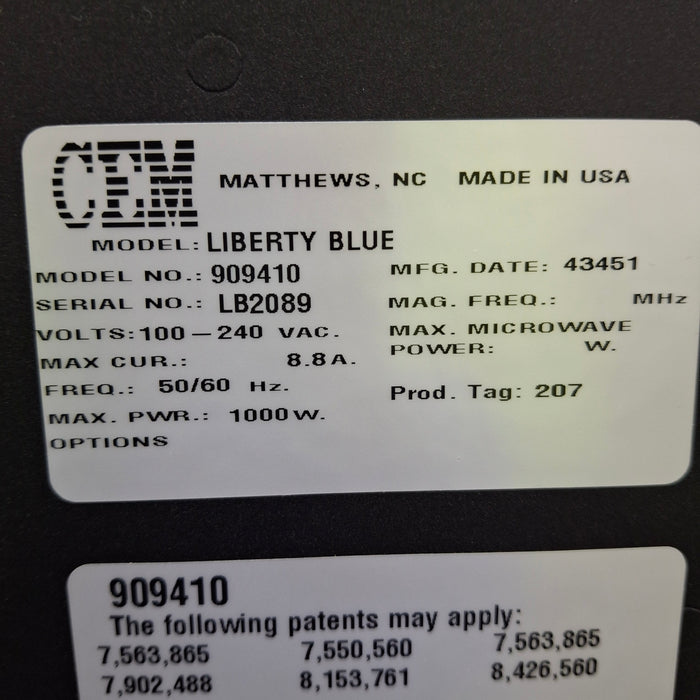 CEM MATTHEWS, NC MADE IN USA
MODEL: LIBERTY BLUE
MODEL NO.: 909410 MFG. DATE: 43451
SERIAL NO.: LB2089 MAG. FREQ.: MHz
VOLTS: 100 – 240 VAC. MAX. MICROWAVE
MAX CUR.: 8.8 A. POWER: W.
FREQ.: 50/60 Hz. Prod. Tag: 207
MAX. PWR.: 1000 W.
OPTIONS
909410
The following patents may apply:
7,563,865 7,550,560 7,563,865
7,902,488 8,153,761 8,426,560